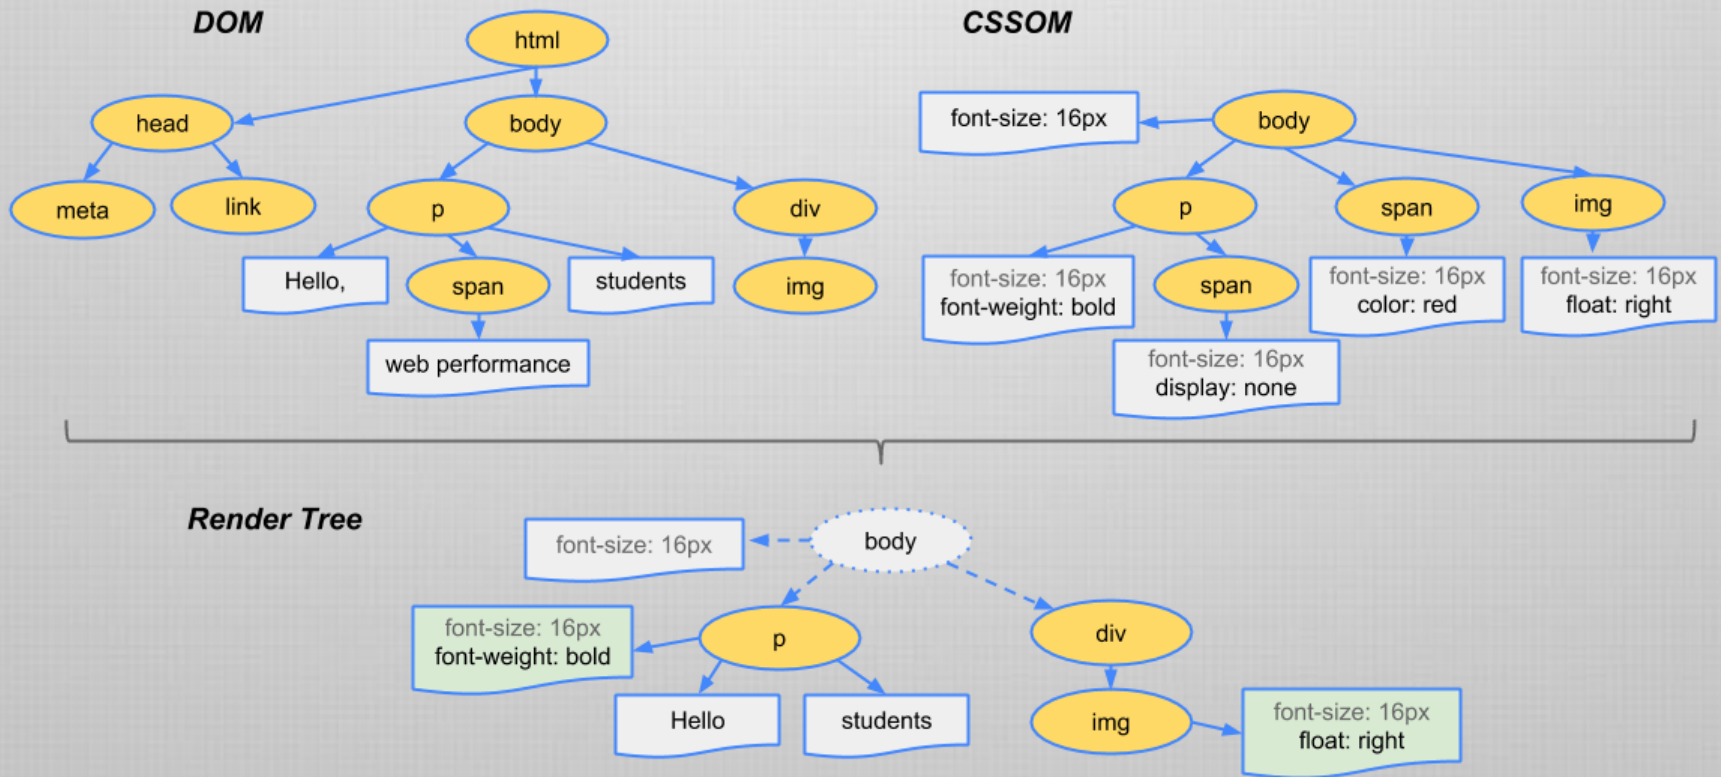 DOM
CSSOM
html
head
body
font-size: 16px
body
meta
link
p
div
p
span
img
Hello,
span
students
img
font-size: 16px
font-weight: bold
span
font-size: 16px
color: red
font-size: 16px
float: right
web performance
font-size: 16px
display: none
Render Tree
font-size: 16px
body
font-size: 16px
font-weight: bold
p
div
Hello
students
img
font-size: 16px
float: right